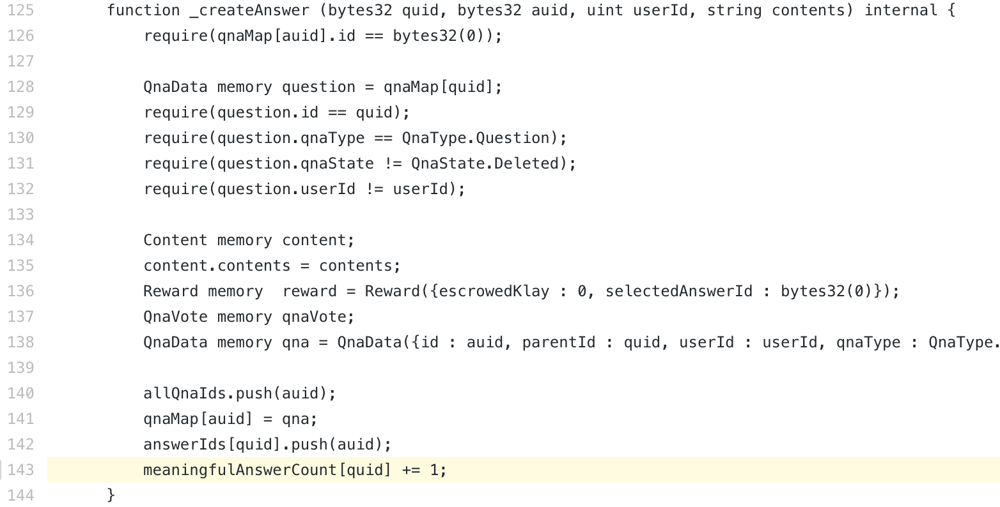 125 function _createAnswer (bytes32 quid, bytes32 auid, uint userId, string contents) internal {
126 require(qnaMap[auid].id == bytes32(0));
127
128 QnaData memory question = qnaMap[quid];
129 require(question.id == quid);
130 require(question.qnaType == QnaType.Question);
131 require(question.qnaState != QnaState.Deleted);
132 require(question.userId != userId);
133
134 Content memory content;
135 content.contents = contents;
136 Reward memory  reward = Reward({escrowedKlay : 0, selectedAnswerId : bytes32(0)});
137 QnaVote memory qnaVote;
138 QnaData memory qna = QnaData({id : auid, parentId : quid, userId : userId, qnaType : QnaType.
139
140 allQnaIds.push(auid);
141 qnaMap[auid] = qna;
142 answerIds[quid].push(auid);
143 meaningfulAnswerCount[quid] += 1;
144 }